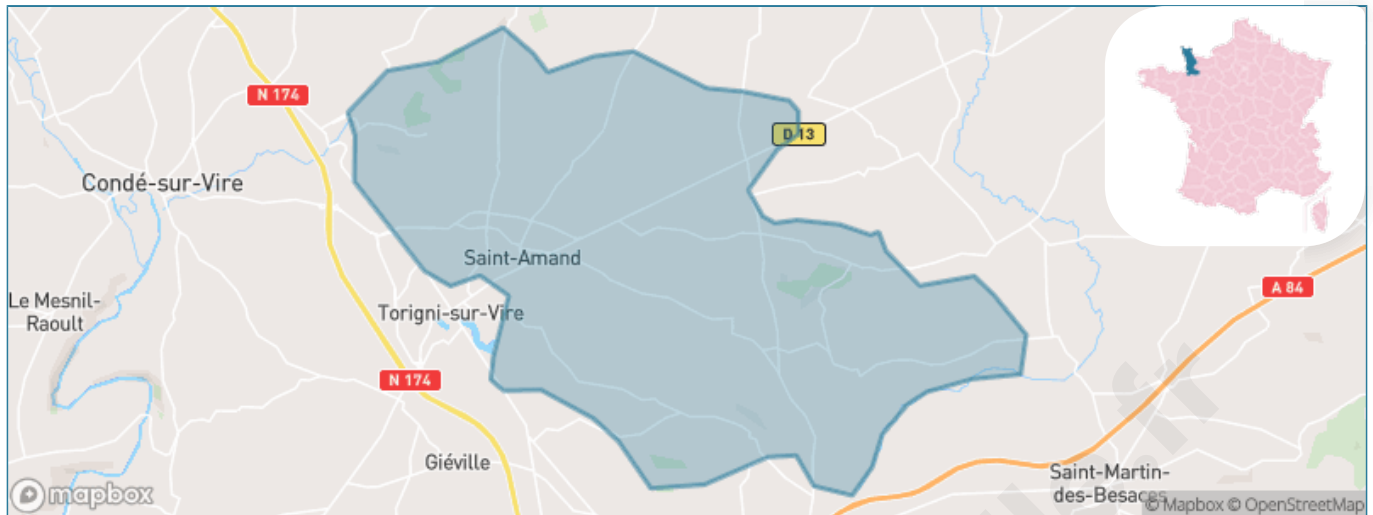 N 174
D 13
Condé-sur-Vire
Saint-Amand
A 84
Le Mesnil-
Raoult
Torigni-sur-Vire
N 174
Giéville
Saint-Martin-
des-Besaces
mapbox
© Mapbox © OpenStreetMap